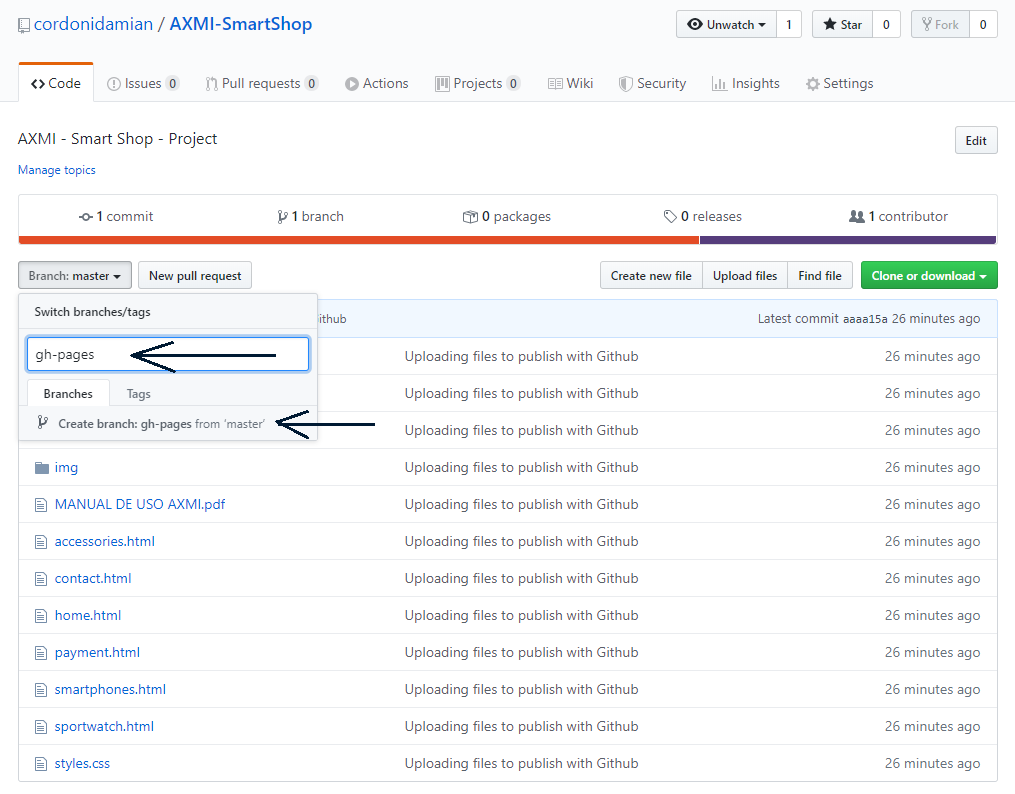 cordonidamian / AXMI-SmartShop
Unwatch 1 Star 0 Fork 0
Code Issues 0 Pull requests 0 Actions Projects 0 Wiki Security Insights Settings
AXMI - Smart Shop - Project
Edit
Manage topics
1 commit 1 branch 0 packages 0 releases 1 contributor
Branch: master New pull request Create new file Upload files Find file Clone or download
Switch branches/tags
ithub Latest commit aaaa15a 26 minutes ago
gh-pages Uploading files to publish with Github 26 minutes ago
Branches Tags Uploading files to publish with Github 26 minutes ago
Create branch: gh-pages from 'master' Uploading files to publish with Github 26 minutes ago
img Uploading files to publish with Github 26 minutes ago
MANUAL DE USO AXMI.pdf Uploading files to publish with Github 26 minutes ago
accessories.html Uploading files to publish with Github 26 minutes ago
contact.html Uploading files to publish with Github 26 minutes ago
home.html Uploading files to publish with Github 26 minutes ago
payment.html Uploading files to publish with Github 26 minutes ago
smartphones.html Uploading files to publish with Github 26 minutes ago
sportwatch.html Uploading files to publish with Github 26 minutes ago
styles.css Uploading files to publish with Github 26 minutes ago